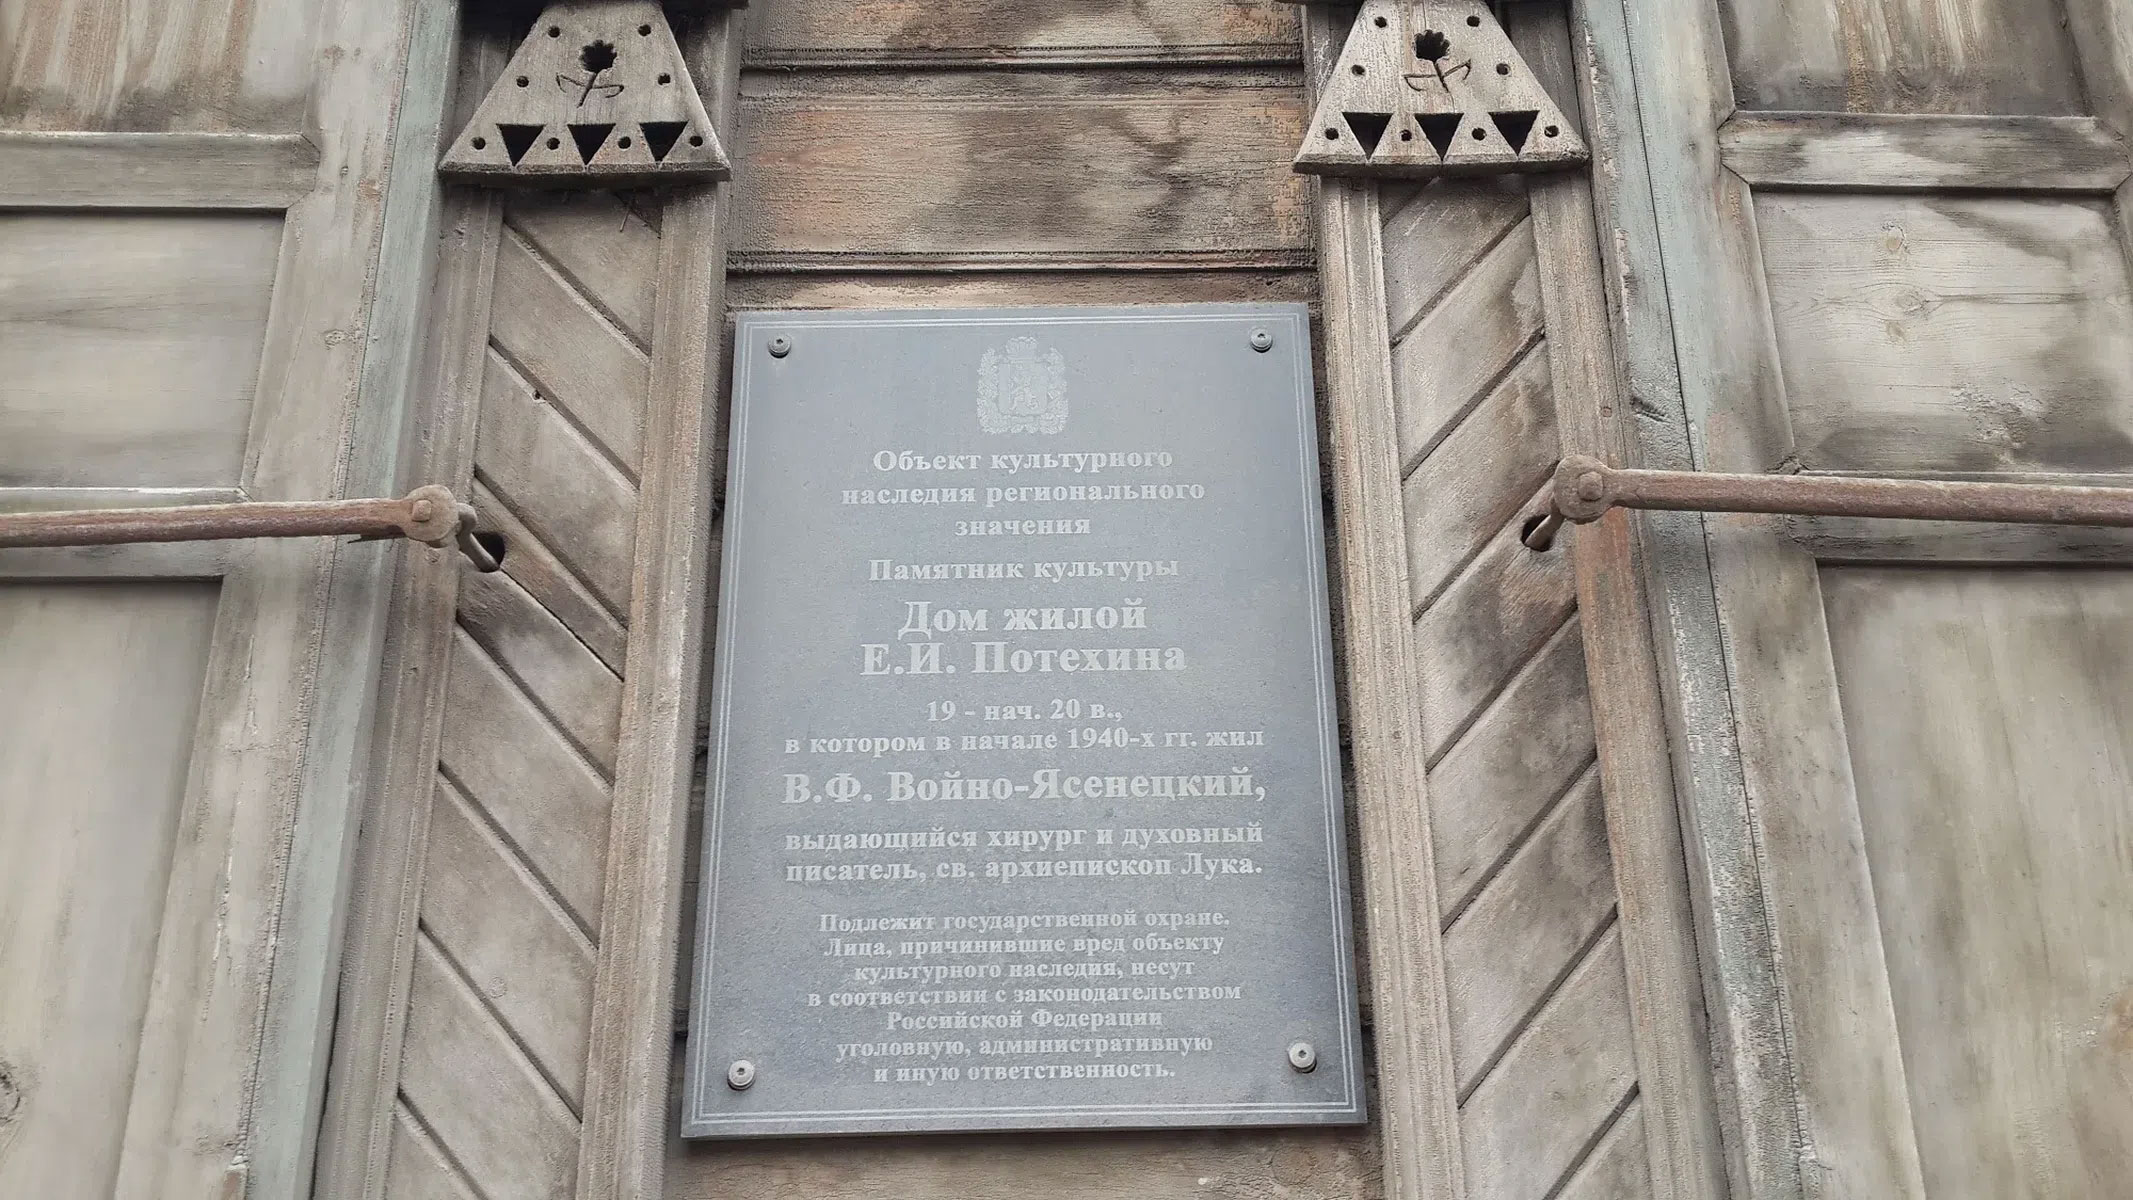 Объект культурного
наследия регионального
значения
Памятник культуры
Дом жилой
Е.И. Потехина
19 - нач. 20 в.,
в котором в начале 1940-х гг. жил
В.Ф. Войно-Ясенецкий,
выдающийся хирург и духовный
писатель, св. архиепископ Лука.
Подлежит государственной охране.
Лица, причинившие вред объекту
культурного наследия, несут
в соответствии с законодательством
Российской Федерации
уголовную, административную
и иную ответственность.